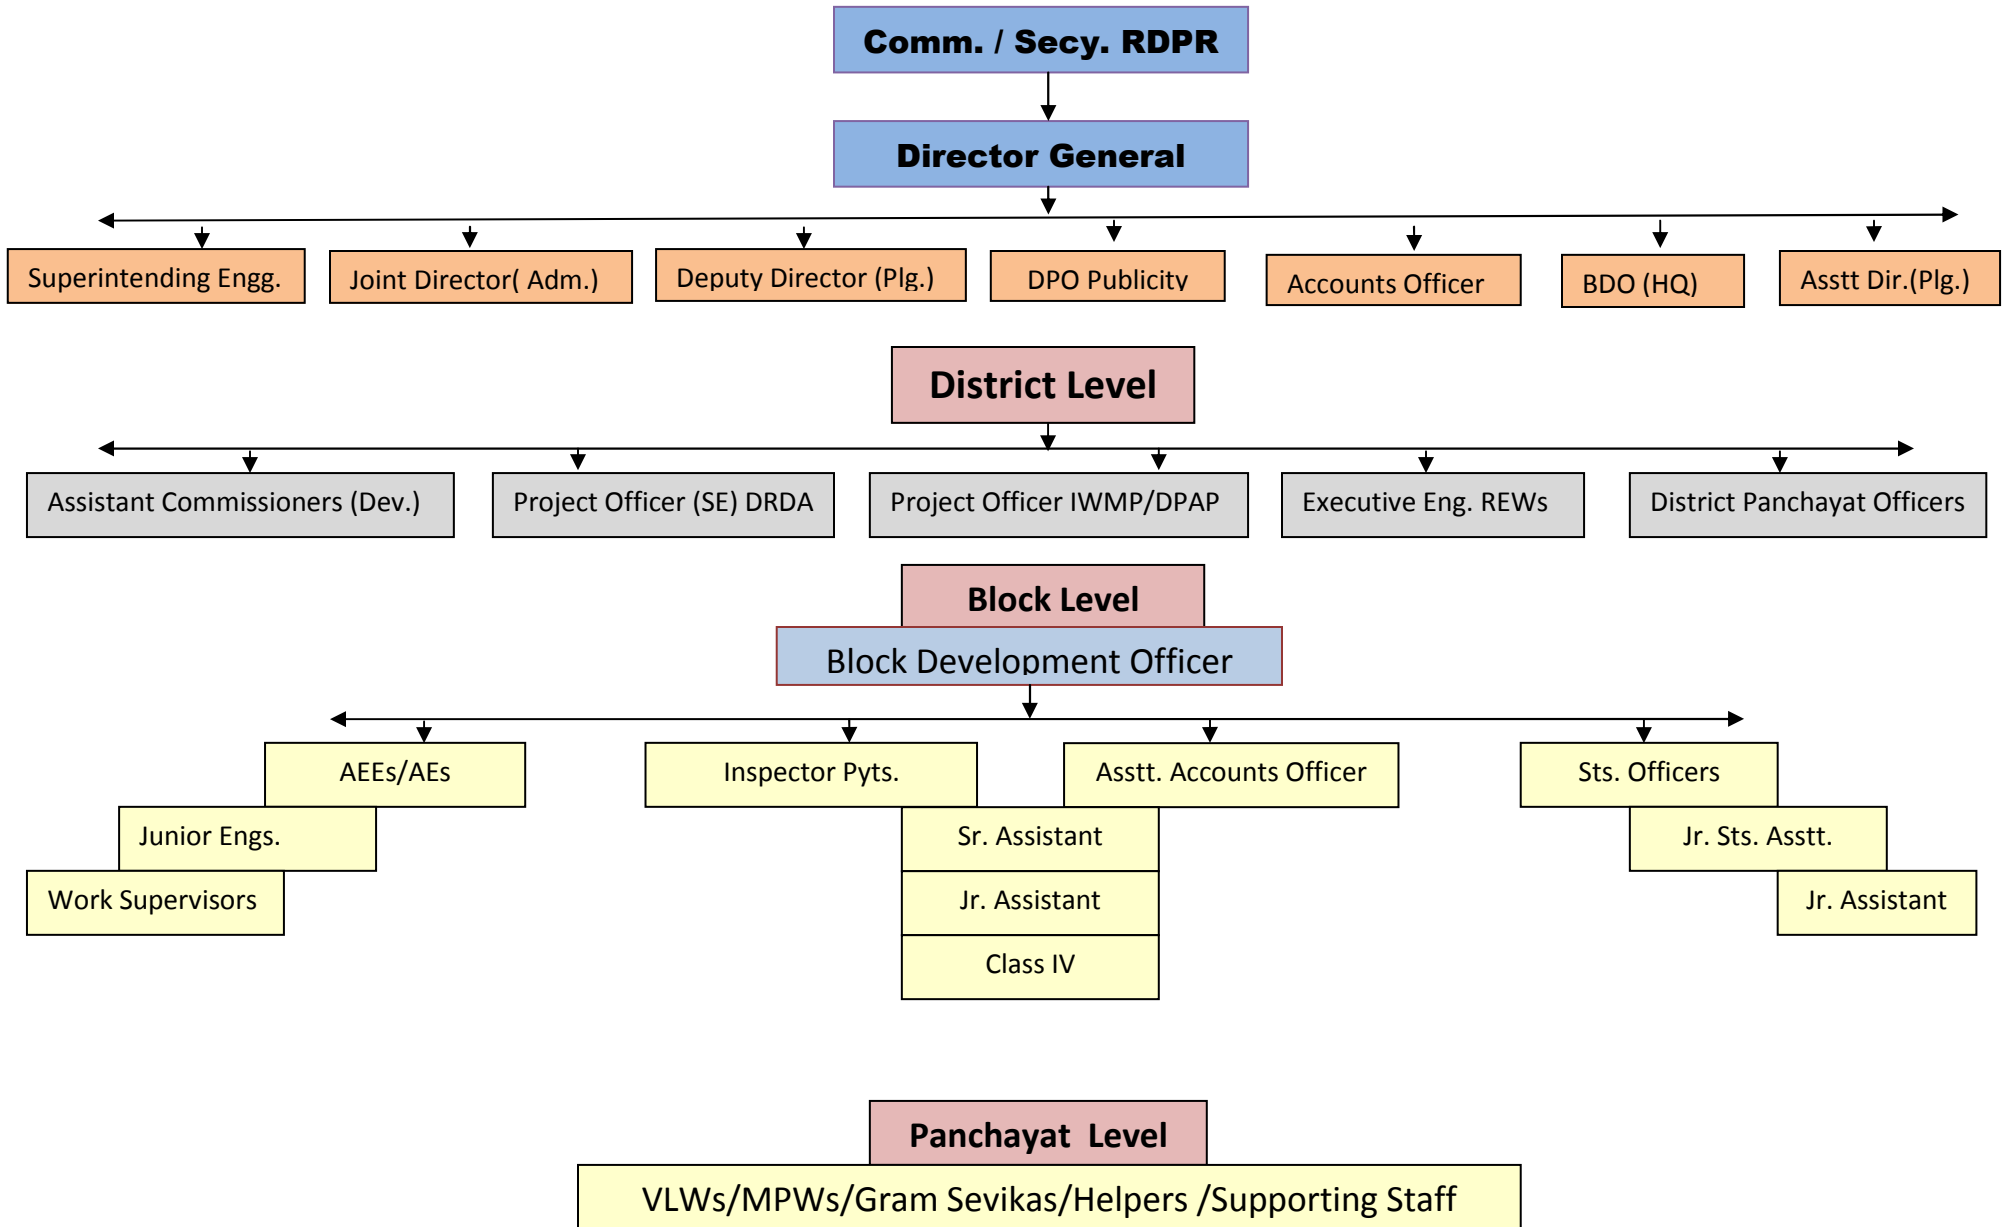 Comm. / Secy. RDPR
Director General
Superintending Engg.
Joint Director( Adm.)
Deputy Director (Plg.)
DPO Publicity
Accounts Officer
BDO (HQ)
Asstt Dir.(Plg.)
District Level
Assistant Commissioners (Dev.)
Project Officer (SE) DRDA
Project Officer IWMP/DPAP
Executive Eng. REWs
District Panchayat Officers
Block Level
Block Development Officer
AEEs/AEs
Inspector Pyts.
Asstt. Accounts Officer
Sts. Officers
Junior Engs.
Sr. Assistant
Jr. Sts. Asstt.
Work Supervisors
Jr. Assistant
Jr. Assistant
Class IV
Panchayat  Level
VLWs/MPWs/Gram Sevikas/Helpers /Supporting Staff